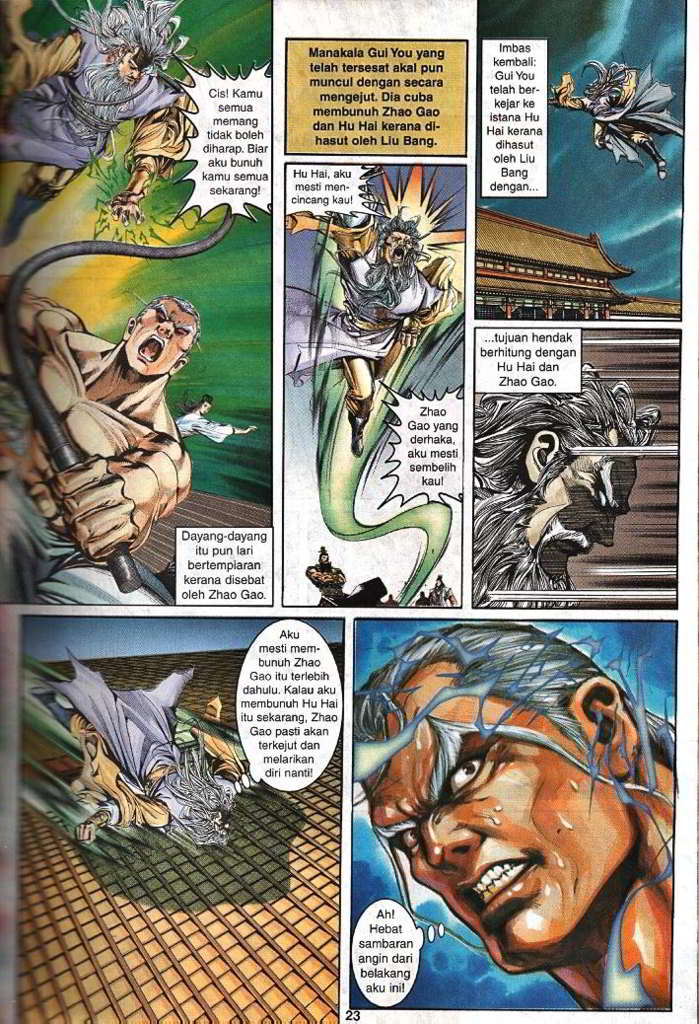 Cis! Kamu
semua
memang
tidak boleh
diharap. Biar
aku bunuh
kamu semua
sekarang!
Dayang-dayang
itu pun lari
bertempiaran
kerana disebat
oleh Zhao Gao.
Manakala Gui You yang
telah tersesat akal pun
muncul dengan secara
mengejut. Dia cuba
membunuh Zhao Gao
dan Hu Hai kerana di-
hasut oleh Liu Bang.
Hu Hai, aku
mesti men-
cincang kau!
Zhao
Gao yang
derhaka,
aku mesti
sembelih
kau!
Imbas
kembali:
Gui You
telah ber-
kejar ke
istana Hu
Hai kerana
dihasut
oleh Liu
Bang
dengan...
...tujuan hendak
berhitung dengan
Hu Hai dan
Zhao Gao.
Aku
mesti mem-
bunuh Zhao
Gao itu terlebih
dahulu. Kalau aku
membunuh Hu Hai
itu sekarang, Zhao
Gao pasti akan
terkejut dan
melarikan
diri nanti!
Ah!
Hebat
sambaran
angin dari
belakang
aku ini!
23